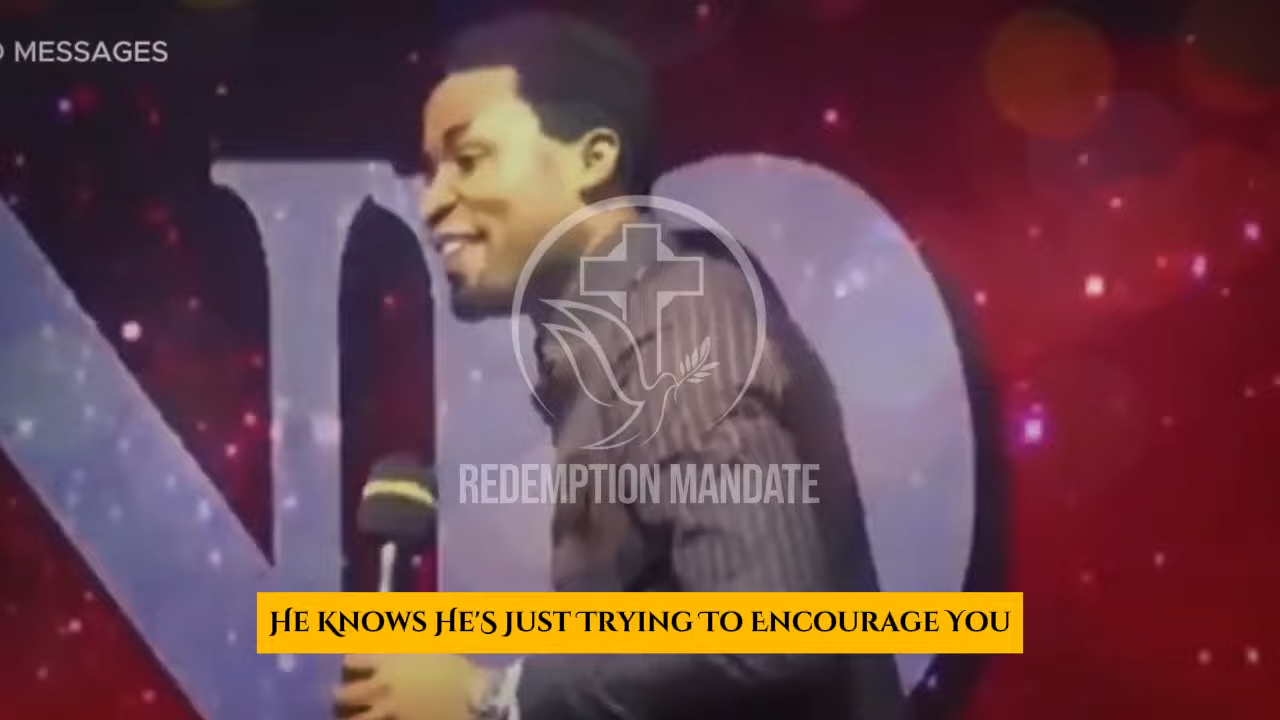 MESSAGES
REDEMPTION MANDATE
He Knows He's Just Trying To Encourage You